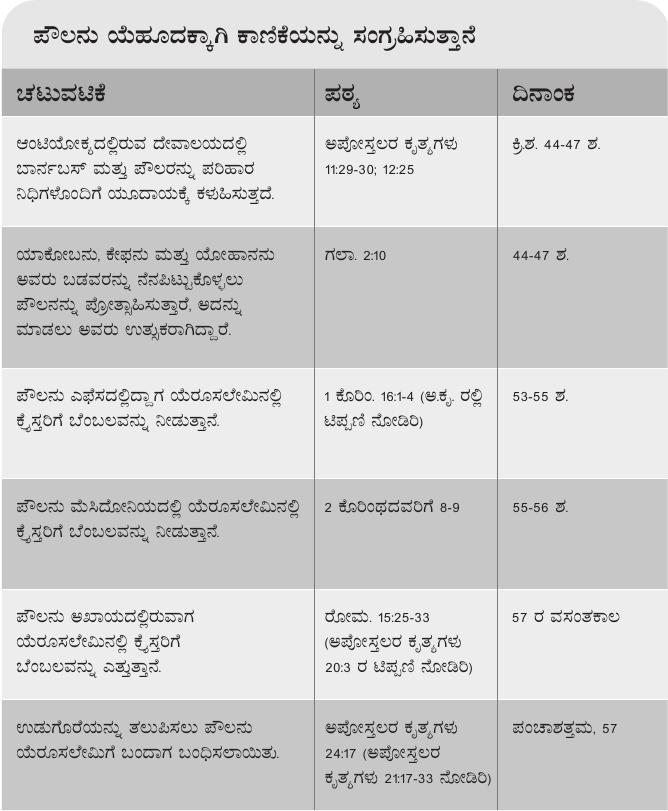 ಪೌಲನು ಯೆಹೂದಕ್ಕಾಗಿ ಕಾಣಿಕೆಯನ್ನು ಸಂಗ್ರಹಿಸುತ್ತಾನೆ
ಚಟುವಟಿಕೆ
ಪಠ್ಯ
ದಿನಾಂಕ
ಆಂಟಿಯೋಕ್ಯದಲ್ಲಿರುವ ದೇವಾಲಯದಲ್ಲಿ
ಬಾರ್ನಬಸ್ ಮತ್ತು ಪೌಲರನ್ನು ಪರಿಹಾರ
ನಿಧಿಗಳೊಂದಿಗೆ ಯೂದಾಯಕ್ಕೆ ಕಳುಹಿಸುತ್ತದೆ.
ಅಪೋಸ್ತಲರ ಕೃತ್ಯಗಳು
11:29-30; 12:25
ಕ್ರಿ.ಶ. 44-47 ಶ.
ಯಾಕೋಬನು, ಕೇಫನು ಮತ್ತು ಯೋಹಾನನು
ಅವರು ಬಡವರನ್ನು ನೆನಪಿಟ್ಟುಕೊಳ್ಳಲು
ಪೌಲನನ್ನು ಪ್ರೋತ್ಸಾಹಿಸುತ್ತಾರೆ, ಅದನ್ನು
ಮಾಡಲು ಅವರು ಉತ್ಸುಕರಾಗಿದ್ದಾರೆ.
ಗಲಾ. 2:10
44-47 ಶ.
ಪೌಲನು ಎಫೆಸದಲ್ಲಿದ್ದಾಗ ಯೆರೂಸಲೇಮಿನಲ್ಲಿ
ಕ್ರೈಸ್ತರಿಗೆ ಬೆಂಬಲವನ್ನು ನೀಡುತ್ತಾನೆ.
1 ಕೊರಿಂ. 16:1-4 (ಅ.ಕೃ. ರಲ್ಲಿ
ಟಿಪ್ಪಣಿ ನೋಡಿರಿ)
53-55 ಶ.
ಪೌಲನು ಮೆಸಿದೋನಿಯದಲ್ಲಿ ಯೆರೂಸಲೇಮಿನಲ್ಲಿ
ಕ್ರೈಸ್ತರಿಗೆ ಬೆಂಬಲವನ್ನು ನೀಡುತ್ತಾನೆ.
2 ಕೊರಿಂಥದವರಿಗೆ 8-9
55-56 ಶ.
ಪೌಲನು ಅಖಾಯದಲ್ಲಿರುವಾಗ
ಯೆರೂಸಲೇಮಿನಲ್ಲಿ ಕ್ರೈಸ್ತರಿಗೆ
ಬೆಂಬಲವನ್ನು ಎತ್ತುತ್ತಾನೆ.
ರೋಮ. 15:25-33
(ಅಪೋಸ್ತಲರ ಕೃತ್ಯಗಳು
20:3 ರ ಟಿಪ್ಪಣಿ ನೋಡಿರಿ)
57 ರ ವಸಂತಕಾಲ
ಉಡುಗೊರೆಯನ್ನು ತಲುಪಿಸಲು ಪೌಲನು
ಯೆರೂಸಲೇಮಿಗೆ ಬಂದಾಗ ಬಂಧಿಸಲಾಯಿತು.
ಅಪೋಸ್ತಲರ ಕೃತ್ಯಗಳು
24:17 (ಅಪೋಸ್ತಲರ
ಕೃತ್ಯಗಳು 21:17-33 ನೋಡಿರಿ)
ಪಂಚಾಶತ್ತಮ, 57